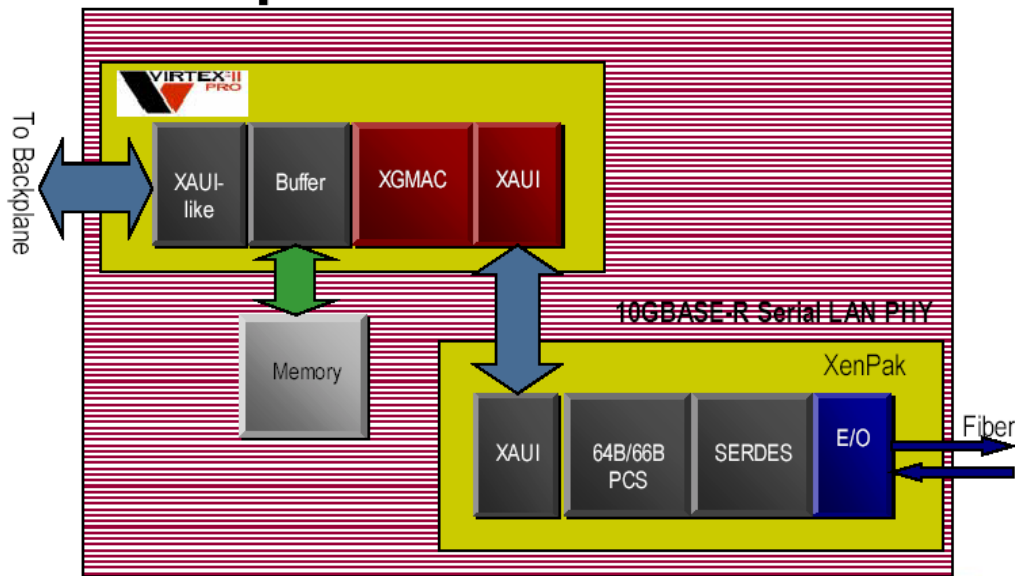 VIRTEX-II
PRO
To Backplane
XAUI-
like
Buffer
XGMAC
XAUI
10GBASE-R Serial LAN PHY
Memory
XenPak
XAUI
64B/66B
PCS
SERDES
E/O
Fiber